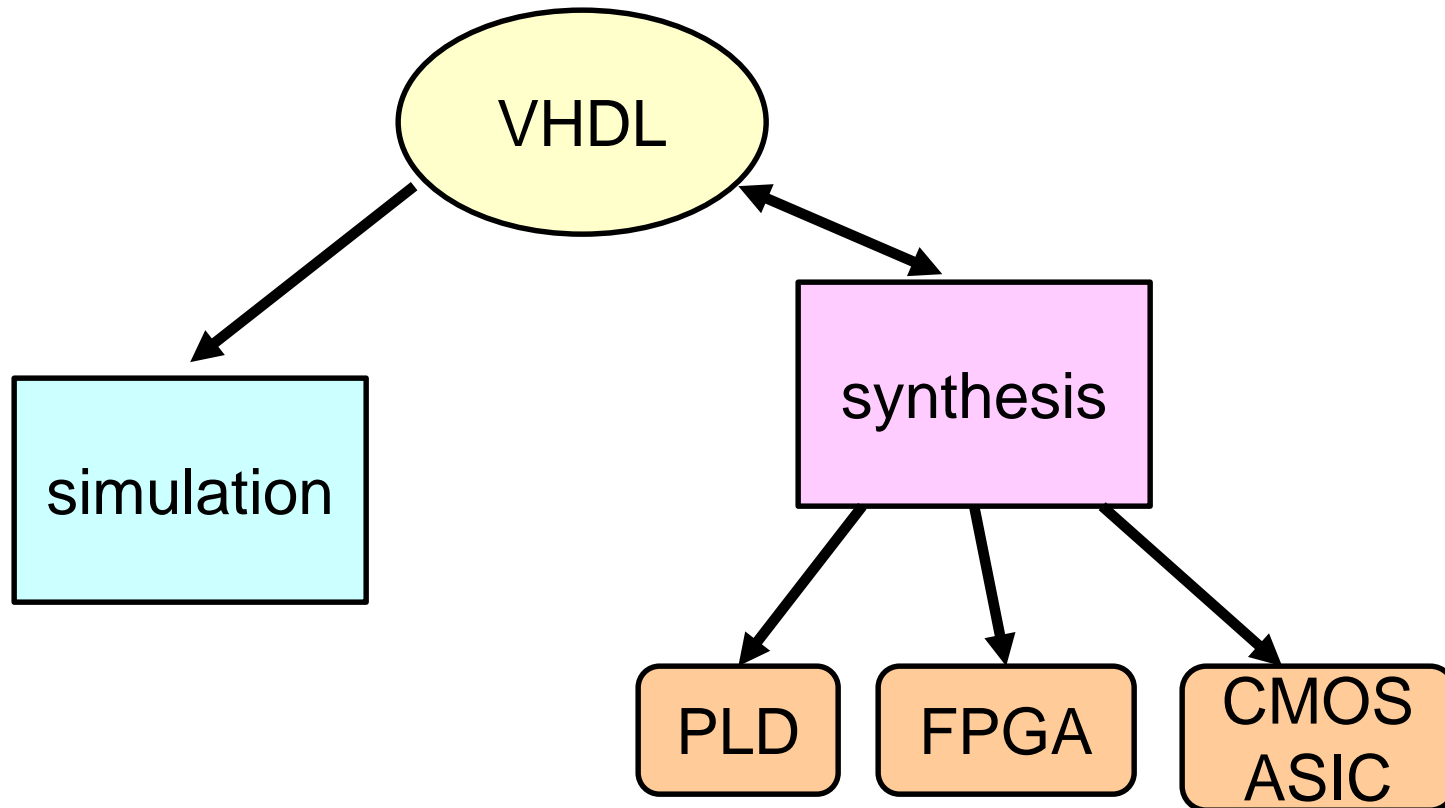 VHDL
simulation
synthesis
PLD
FPGA
CMOS
ASIC